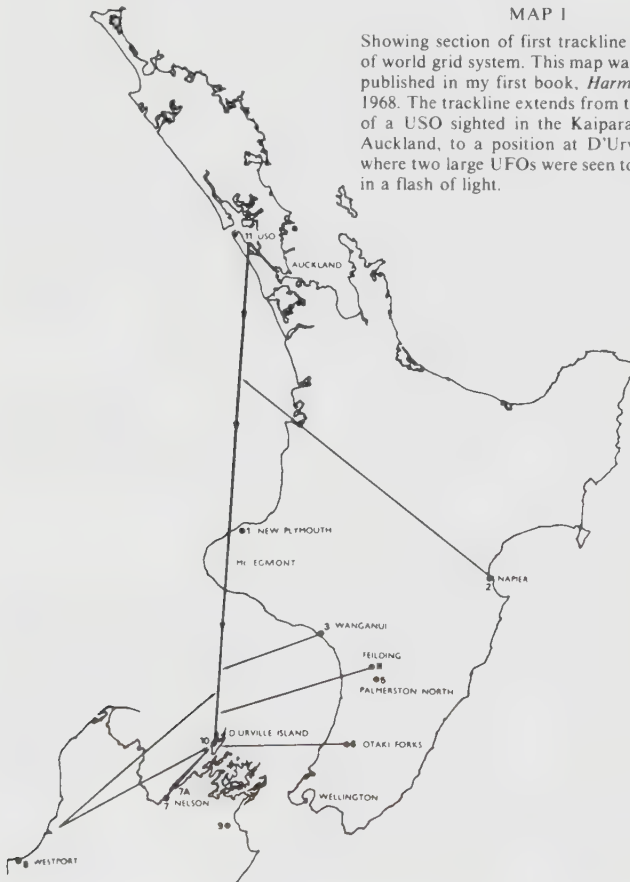 MAP I
Showing section of first trackline
of world grid system. This map wa
published in my first book, Harm
1968. The trackline extends from t
of a USO sighted in the Kaipara
Auckland, to a position at D'Urv
where two large UFOs were seen to
in a flash of light.
11 USO
AUCKLAND
1 NEW PLYMOUTH
Mt EGMONT
NAPIER
2
3 WANGANUI
FEILDING
PALMERSTON NORTH
D'URVILLE ISLAND
10
OTAKI FORKS
7A
7 NELSON
WELLINGTON
9
WESTPORT